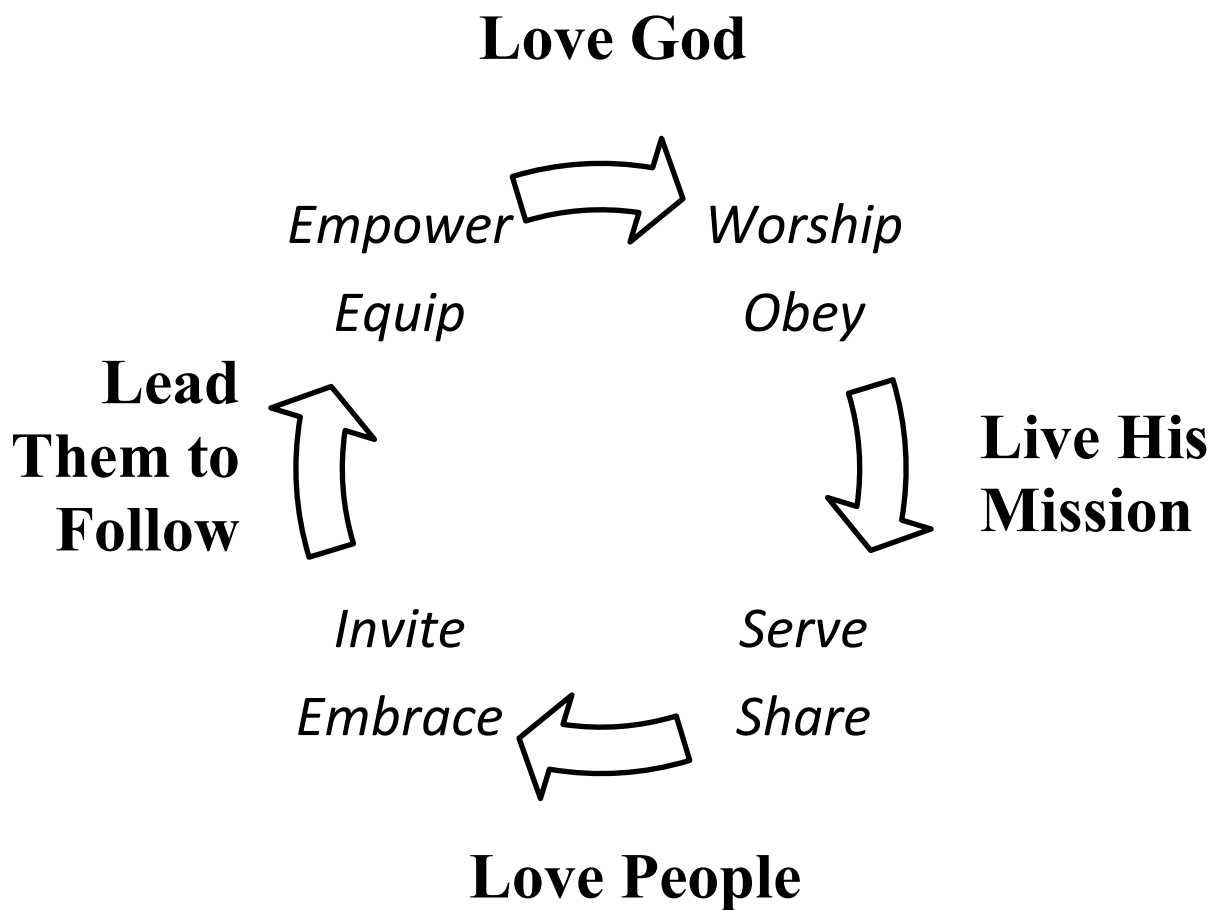 Love God
Empower
Worship
Equip
Obey
Lead
Them to
Follow
Live His
Mission
Invite
Serve
Embrace
Share
Love People